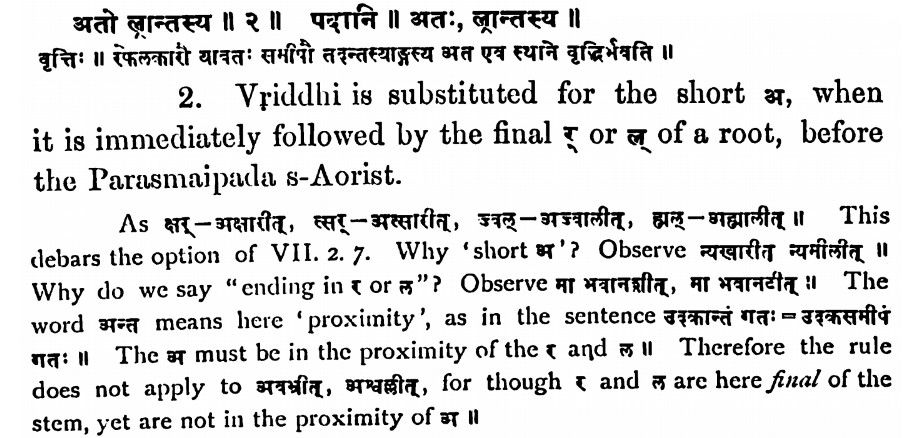 अतो ल्रान्तस्य ॥ २ ॥ पदानि ॥ अतः, ल्रान्तस्य ॥
वृत्तिः ॥ रेफलकारौ यावतः समीपौ तदन्तस्याङ्गस्य अत एव स्थाने वृद्धिर्भवति ॥
2. Vṛiddhi is substituted for the short अ, when
it is immediately followed by the final र् or ल् of a root, before
the Parasmaipada s-Aorist.
As क्षर्—अक्षारीत्, त्सर्—अत्सारीत्, ज्वल्—अज्वालीत्, ह्मल्—अह्मालीत् ॥ This
debars the option of VII. 2. 7. Why 'short अ'? Observe न्यखारीत न्यमीलीत् ॥
Why do we say "ending in र or ल"? Observe मा भवानशीत्, मा भवानटीत् ॥ The
word अन्त means here 'proximity', as in the sentence उदकान्तं गतः = उदकसमीपं
गतः ॥ The अ must be in the proximity of the र and ल ॥ Therefore the rule
does not apply to अवभ्रीत्, अश्वल्लीत्, for though र and ल are here final of the
stem, yet are not in the proximity of अ ॥